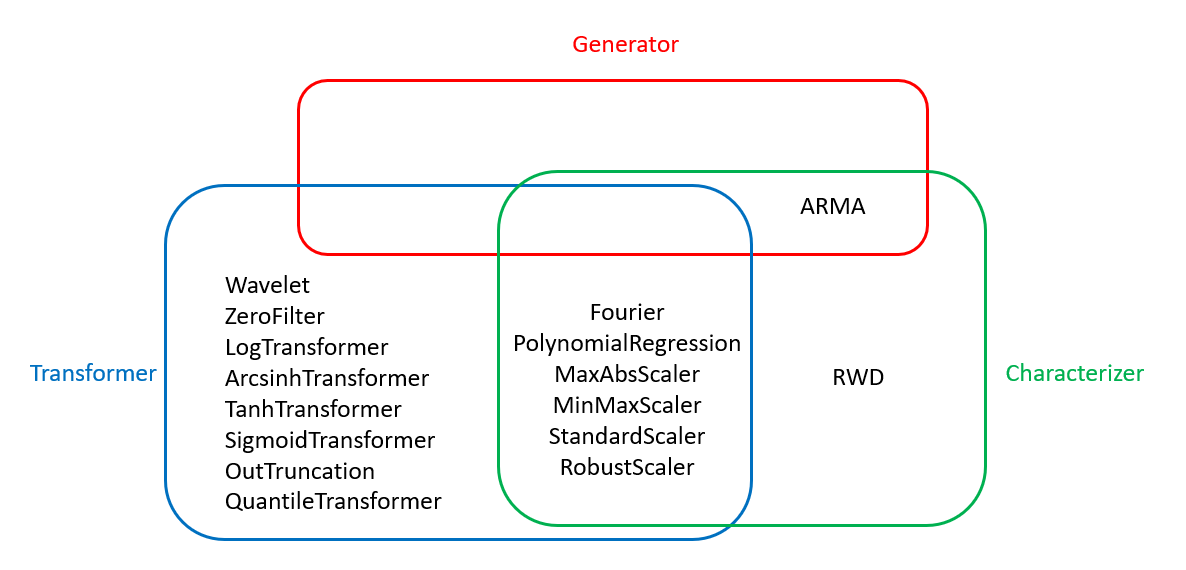 Generator
ARMA
Wavelet
ZeroFilter
LogTransformer
ArcsinhTransformer
TanhTransformer
SigmoidTransformer
OutTruncation
QuantileTransformer
Fourier
PolynomialRegression
MaxAbsScaler
MinMaxScaler
StandardScaler
RobustScaler
RWD
Transformer
Characterizer